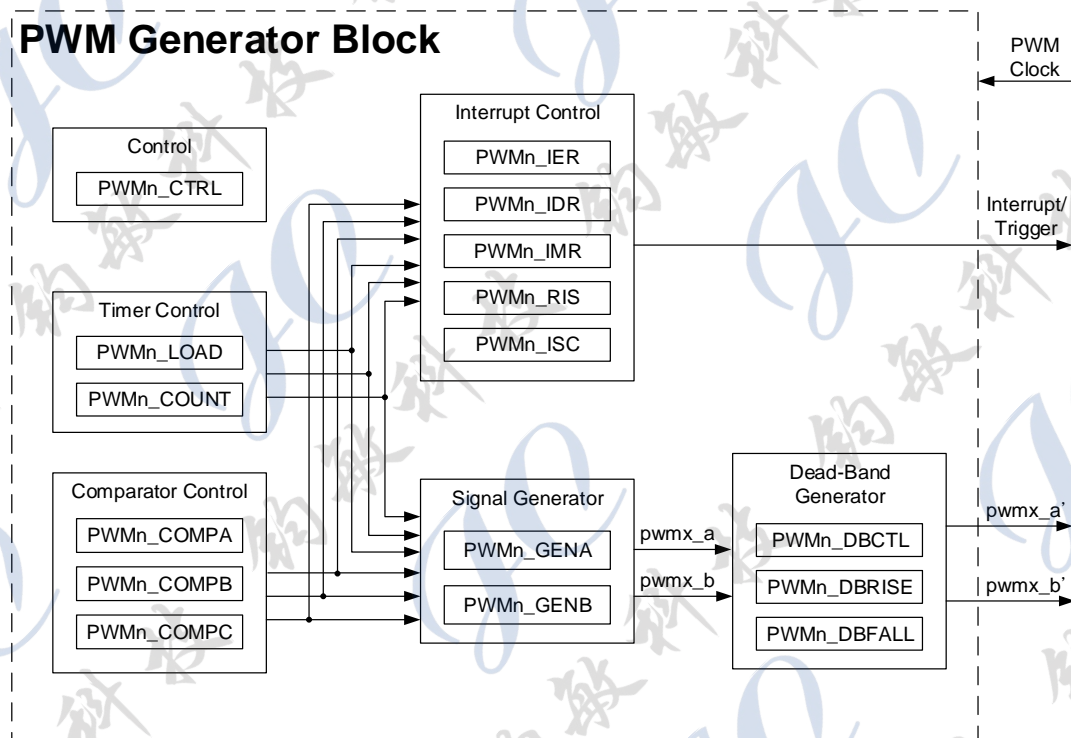 PWM Generator Block
PWM
Clock
Control
PWMn_CTRL
Interrupt Control
PWMn_IER
PWMn_IDR
PWMn_IMR
PWMn_RIS
PWMn_ISC
Interrupt/
Trigger
Timer Control
PWMn_LOAD
PWMn_COUNT
Comparator Control
PWMn_COMPA
PWMn_COMPB
PWMn_COMPC
Signal Generator
PWMn_GENA
PWMn_GENB
pwmx_a
pwmx_b
Dead-Band
Generator
PWMn_DBCTL
PWMn_DBRISE
PWMn_DBFALL
pwmx_a’
pwmx_b’